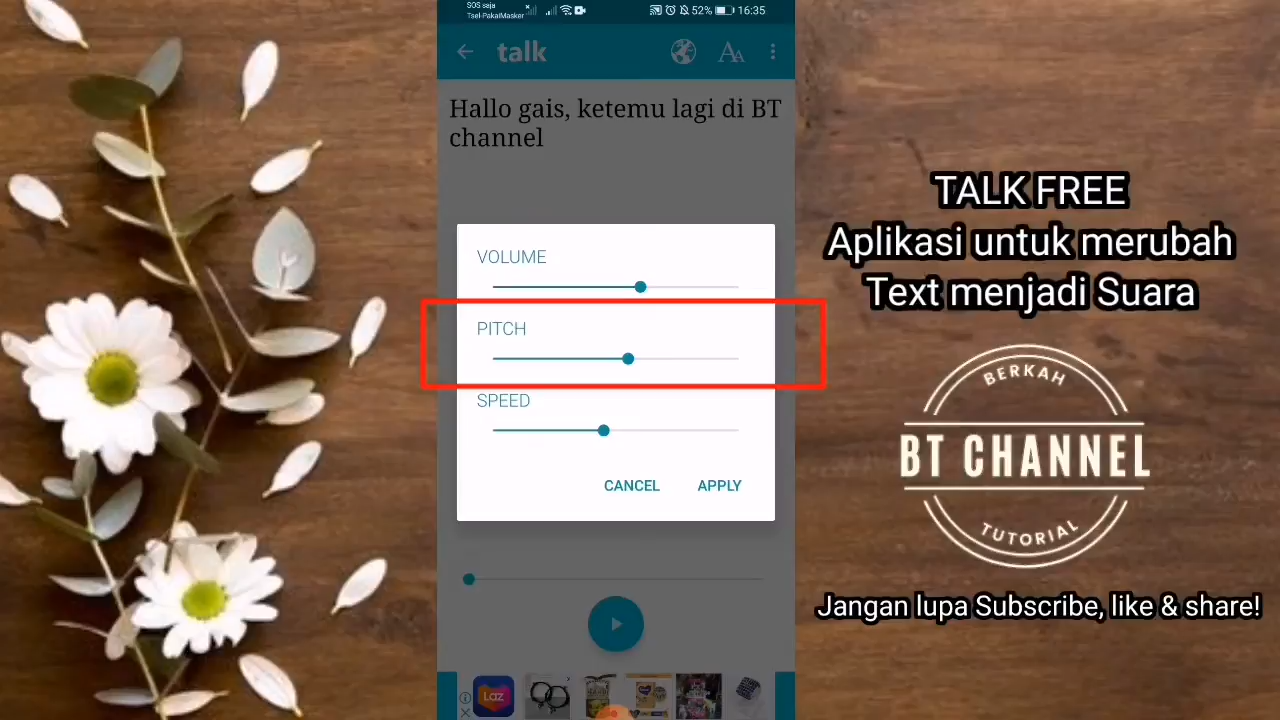 SOS saja
Tsel-PakaiMasker
52% 16:35
talk
Hallo gais, ketemu lagi di BT
channel
VOLUME
PITCH
SPEED
CANCEL APPLY
Laz
TALK FREE
Aplikasi untuk merubah
Text menjadi Suara
BERKAH
BT CHANNEL
TUTORIAL
Jangan lupa Subscribe, like & share!